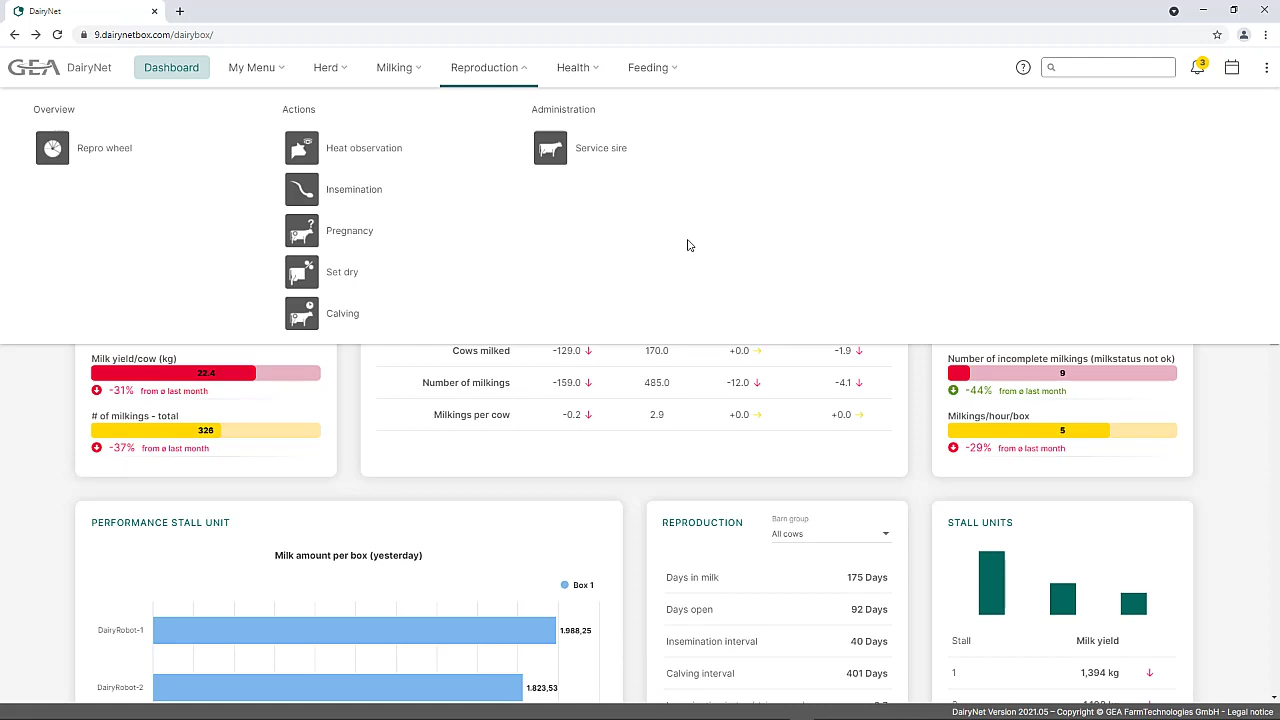 DairyNet
9.dairynetbox.com/dairybox/
GEA DairyNet Dashboard My Menu Herd Milking Reproduction Health Feeding
3
Overview Actions Administration
Repro wheel Heat observation Service sire
Insemination
Pregnancy
Set dry
Calving
Milk yield/cow (kg)
22.4
-31% from ø last month
# of milkings - total
326
-37% from ø last month
Cows milked -129.0 170.0 +0.0 -1.9
Number of milkings -159.0 485.0 -12.0 -4.1
Milkings per cow -0.2 2.9 +0.0 +0.0
Number of incomplete milkings (milkstatus not ok)
9
-44% from ø last month
Milkings/hour/box
5
-29% from ø last month
PERFORMANCE STALL UNIT
Milk amount per box (yesterday)
Box 1
DairyRobot-1 1.988,25
DairyRobot-2 1.823,53
REPRODUCTION
Barn group
All cows
Days in milk 175 Days
Days open 92 Days
Insemination interval 40 Days
Calving interval 401 Days
STALL UNITS
Stall Milk yield
1 1,394 kg
DairyNet Version 2021.05 – Copyright © GEA FarmTechnologies GmbH - Legal notice